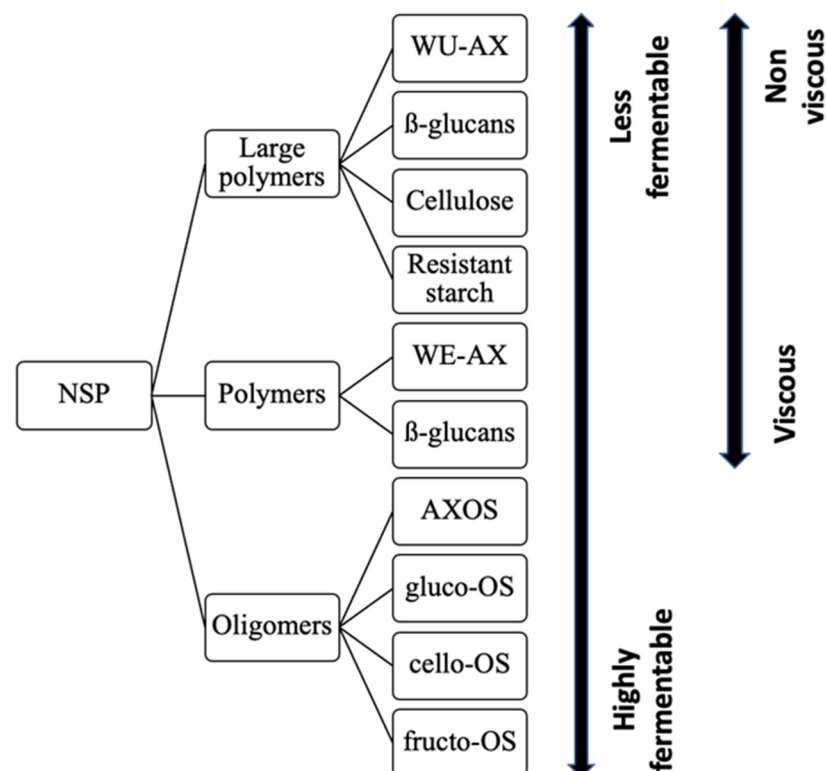 NSP
Large
polymers
Polymers
Oligomers
WU-AX
ß-glucans
Cellulose
Resistant
starch
WE-AX
ß-glucans
AXOS
gluco-OS
cello-OS
fructo-OS
Less
fermentable
Highly
fermentable
Non
viscous
Viscous